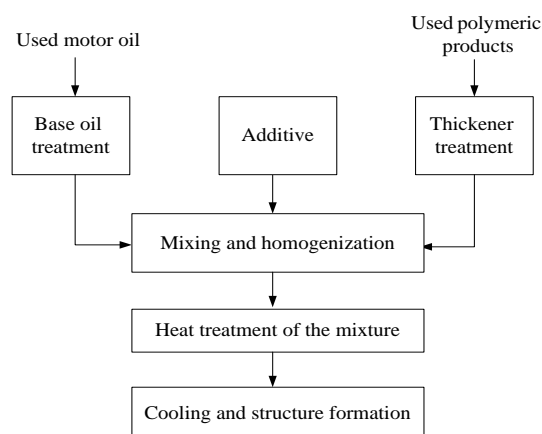 Used motor oil
Used polymeric
products
Base oil
treatment
Additive
Thickener
treatment
Mixing and homogenization
Heat treatment of the mixture
Cooling and structure formation